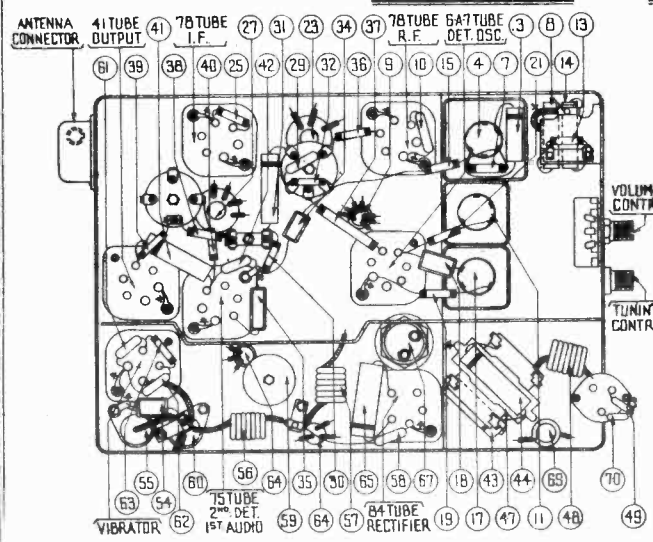 ANTENNA CONNECTOR
41 TUBE OUTPUT
78 TUBE I.F.
78 TUBE R.F.
6A7 TUBE DET. OSC.
61 39 41 38 40 25 27 42 31 29 23 32 34 36 37 9 10 15 4 3 7 21 8 14 13
VOLUM CONTR
TUNIN CONTR
63 55 54 62 60 56 64 59 35 64 30 57 65 58 67 19 18 17 43 47 44 11 69 48 70 49
VIBRATOR
75 TUBE
2ND. DET.
1ST AUDIO
84 TUBE
RECTIFIER